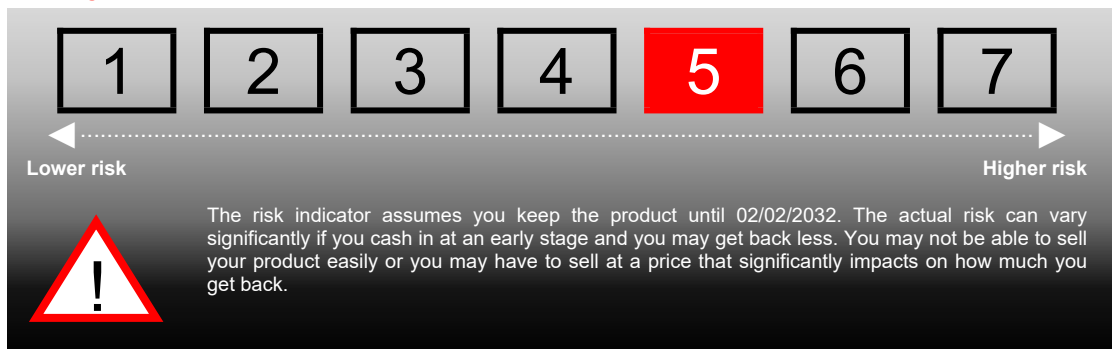 1 2 3 4 5 6 7
Lower risk Higher risk
The risk indicator assumes you keep the product until 02/02/2032. The actual risk can vary
significantly if you cash in at an early stage and you may get back less. You may not be able to sell
your product easily or you may have to sell at a price that significantly impacts on how much you
get back.
!